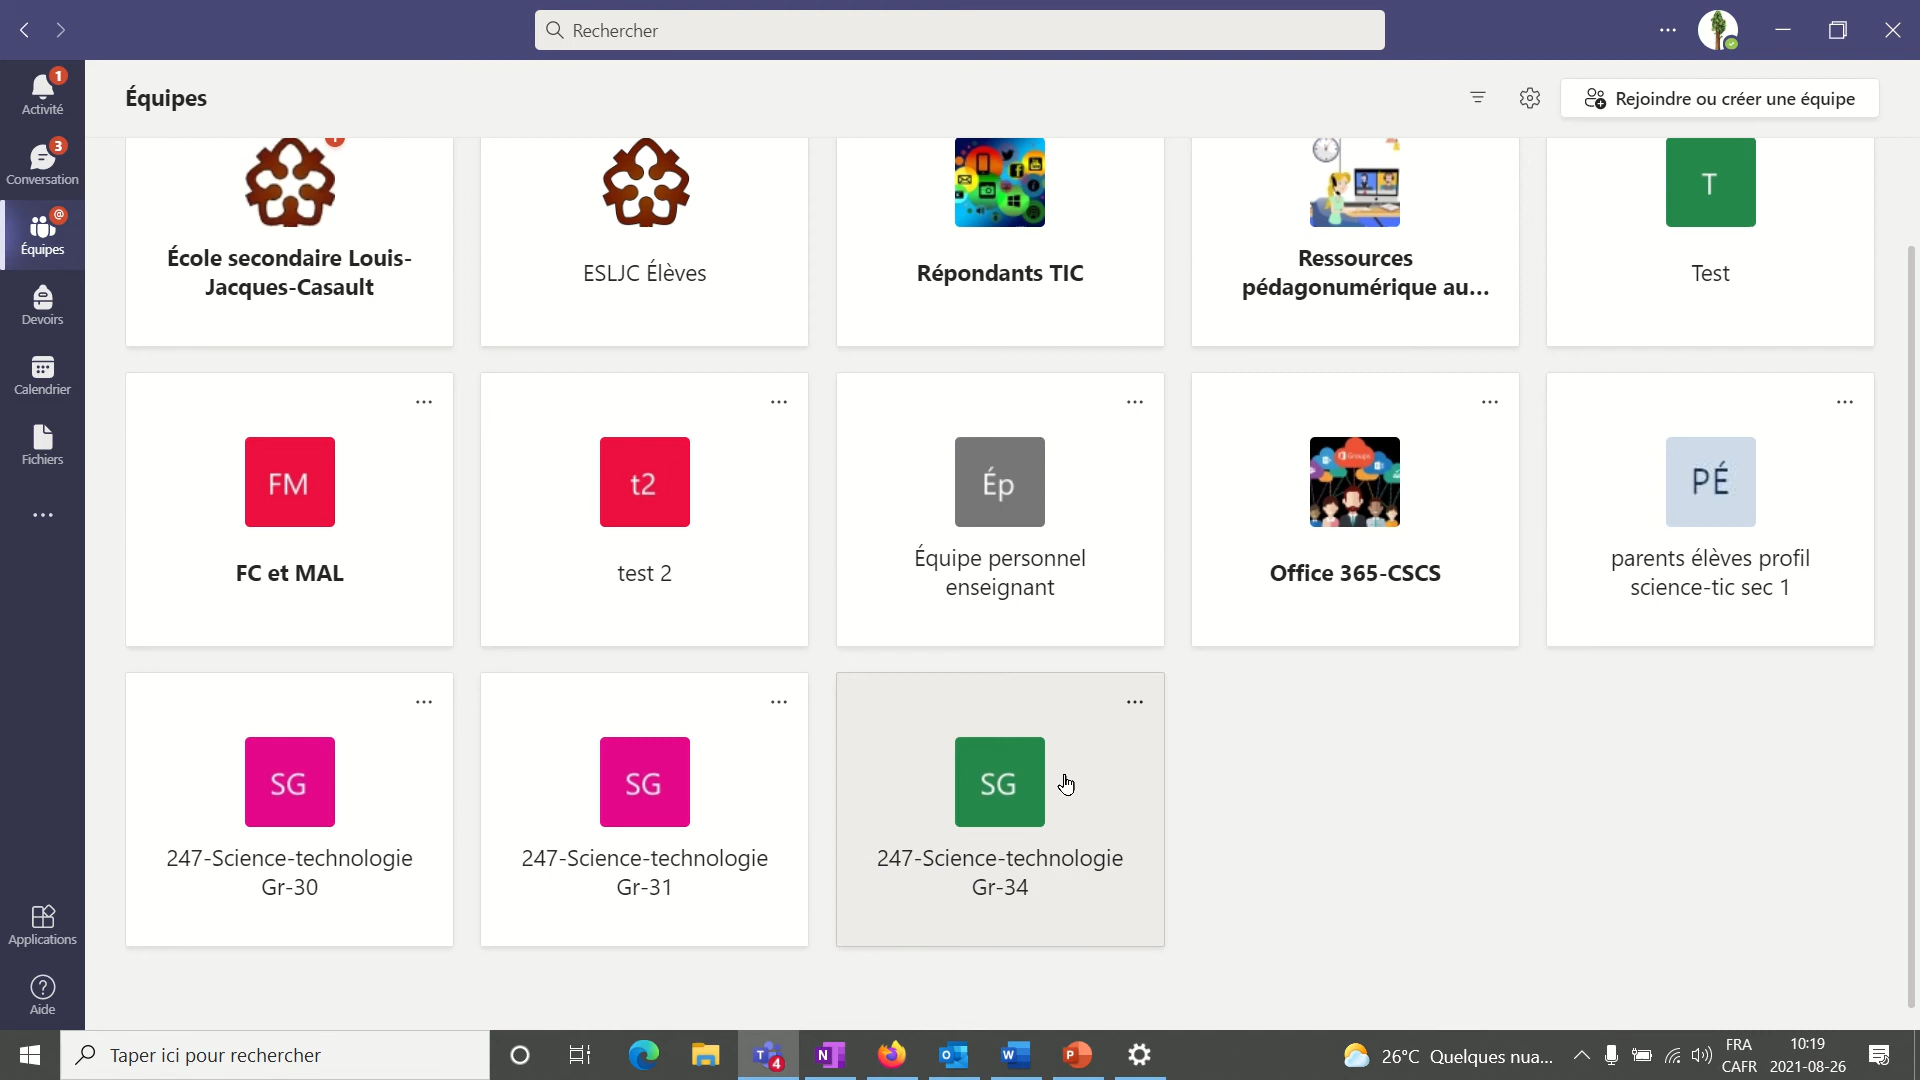 Rechercher
Activité
1
Conversation
3
Équipes
@
Devoirs
Calendrier
Fichiers
Applications
Aide
Équipes
Rejoindre ou créer une équipe
École secondaire Louis-
Jacques-Casault
ESLJC Élèves
Répondants TIC
Ressources
pédagonumérique au...
T
Test
FM
FC et MAL
t2
test 2
Ép
Équipe personnel
enseignant
Groups
Office 365-CSCS
PÉ
parents élèves profil
science-tic sec 1
SG
247-Science-technologie
Gr-30
SG
247-Science-technologie
Gr-31
SG
247-Science-technologie
Gr-34
Taper ici pour rechercher
4
26°C Quelques nua...
FRA
CAFR
10:19
2021-08-26